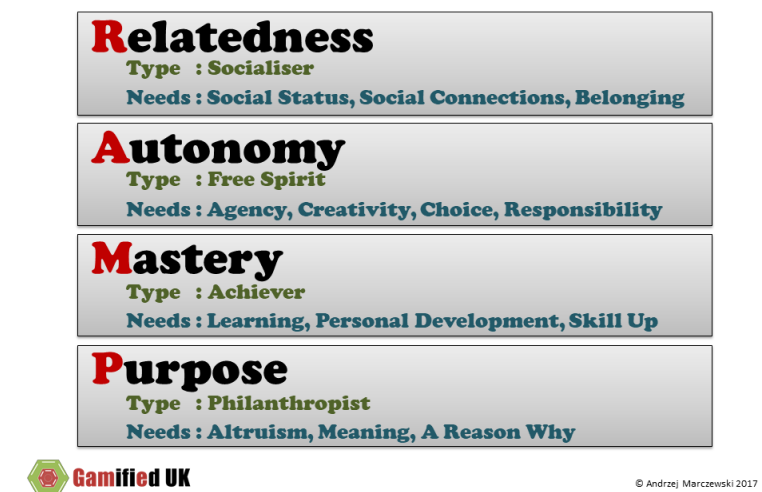 Relatedness
Type : Socialiser
Needs : Social Status, Social Connections, Belonging
Autonomy
Type : Free Spirit
Needs : Agency, Creativity, Choice, Responsibility
Mastery
Type : Achiever
Needs : Learning, Personal Development, Skill Up
Purpose
Type : Philanthropist
Needs : Altruism, Meaning, A Reason Why
Gamified UK
© Andrzej Marczewski 2017